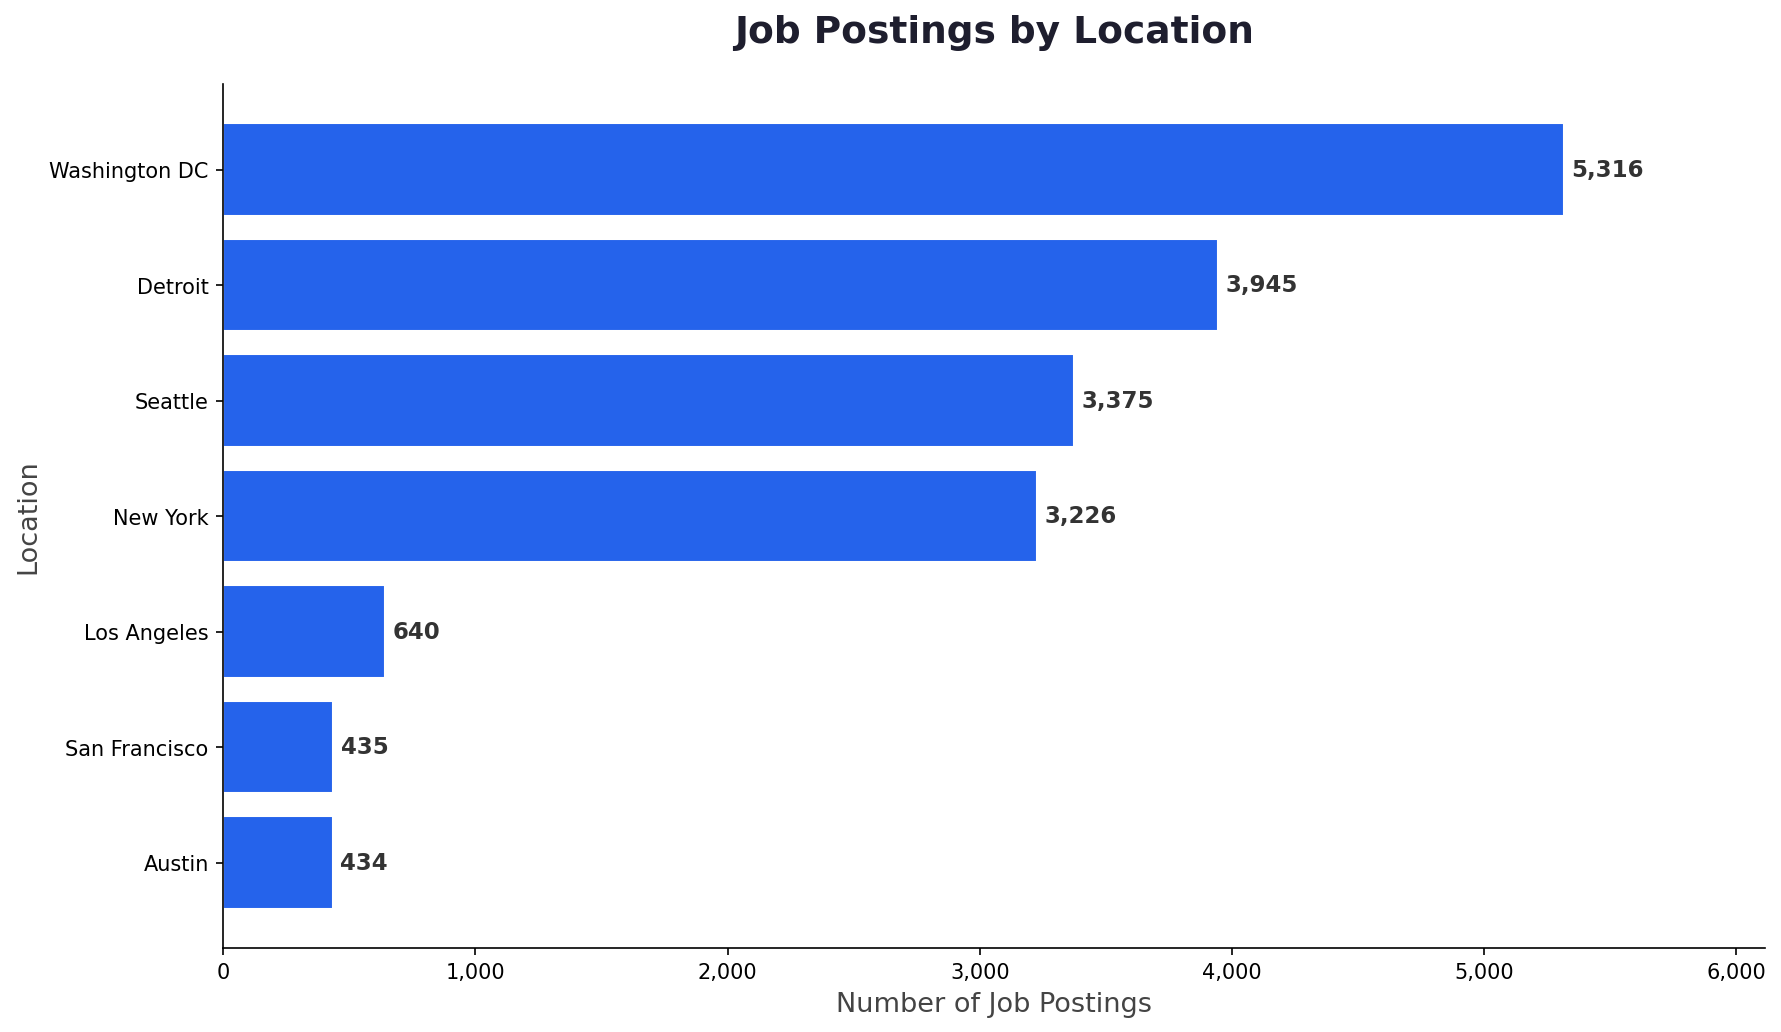 Job Postings by Location
Washington DC 5,316
Detroit 3,945
Seattle 3,375
New York 3,226
Los Angeles 640
San Francisco 435
Austin 434
Location
0 1,000 2,000 3,000 4,000 5,000 6,000
Number of Job Postings